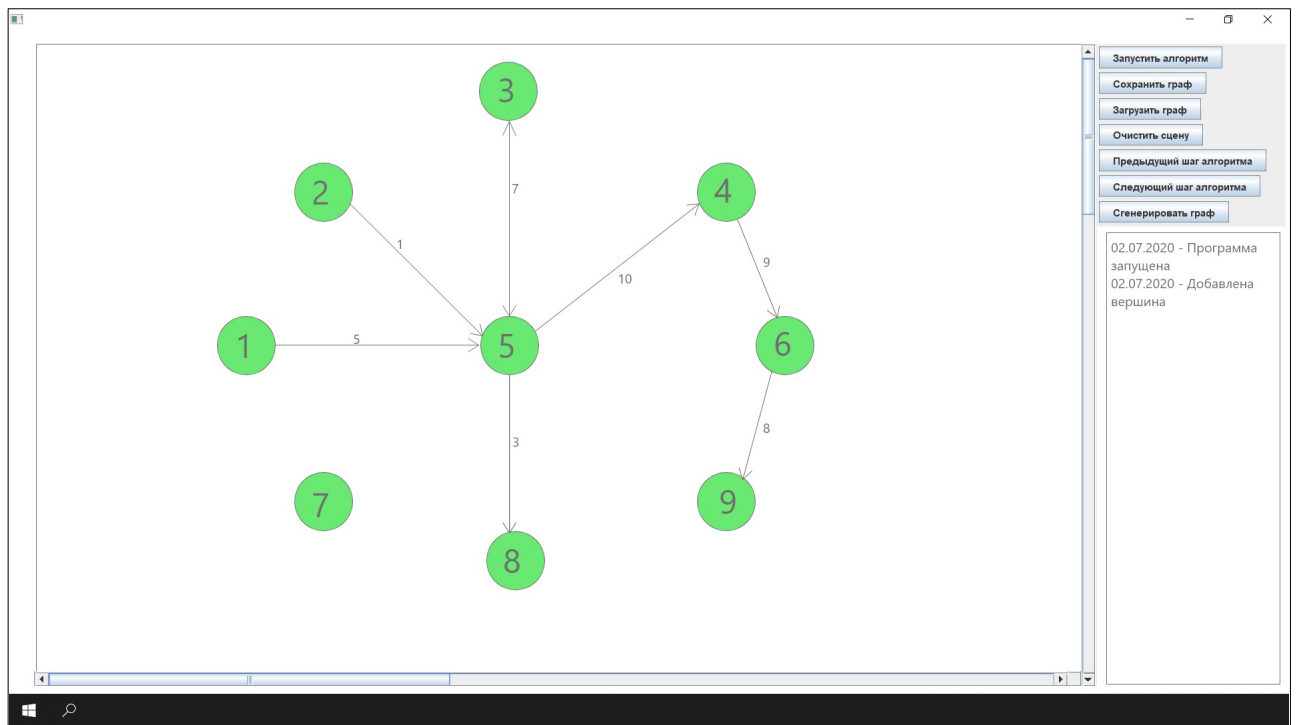 Запустить алгоритм
Сохранить граф
Загрузить граф
Очистить сцену
Предыдущий шаг алгоритма
Следующий шаг алгоритма
Сгенерировать граф
02.07.2020 - Программа
запущена
02.07.2020 - Добавлена
вершина
3
2
7
4
1
9
10
1
5
5
6
3
8
7
9
8